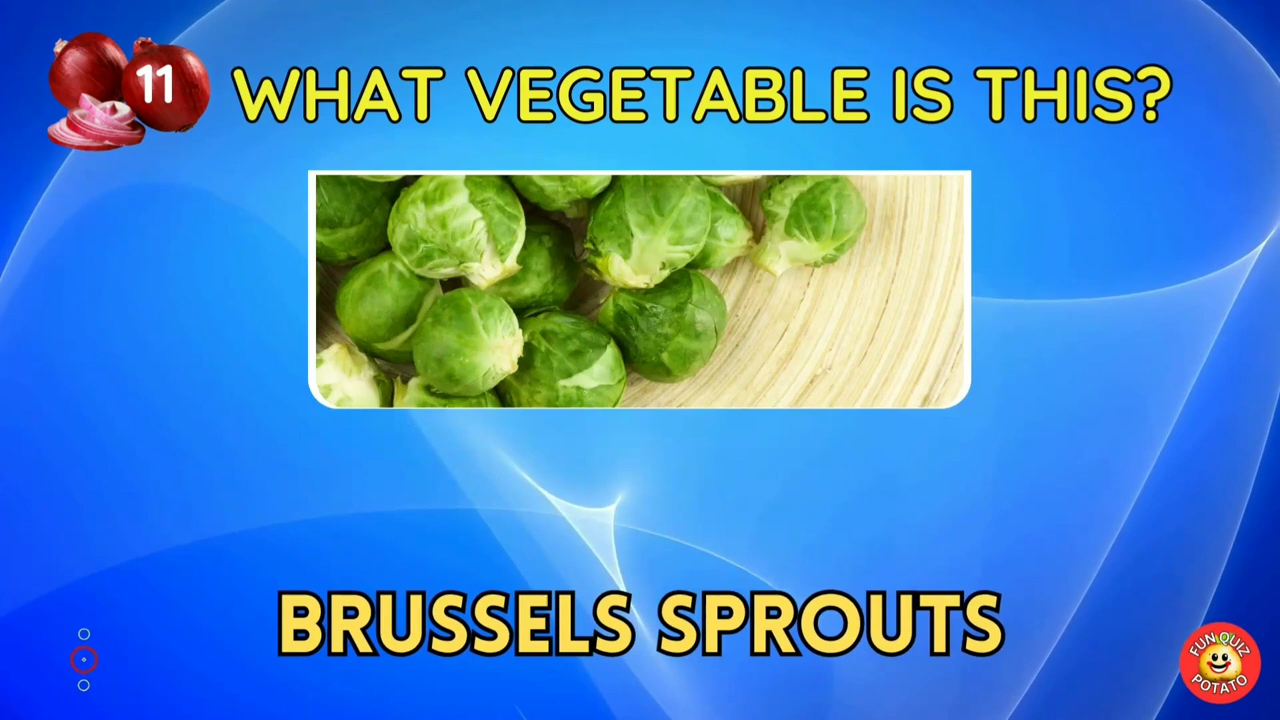 11
WHAT VEGETABLE IS THIS?
BRUSSELS SPROUTS
FUN QUIZ
POTATO